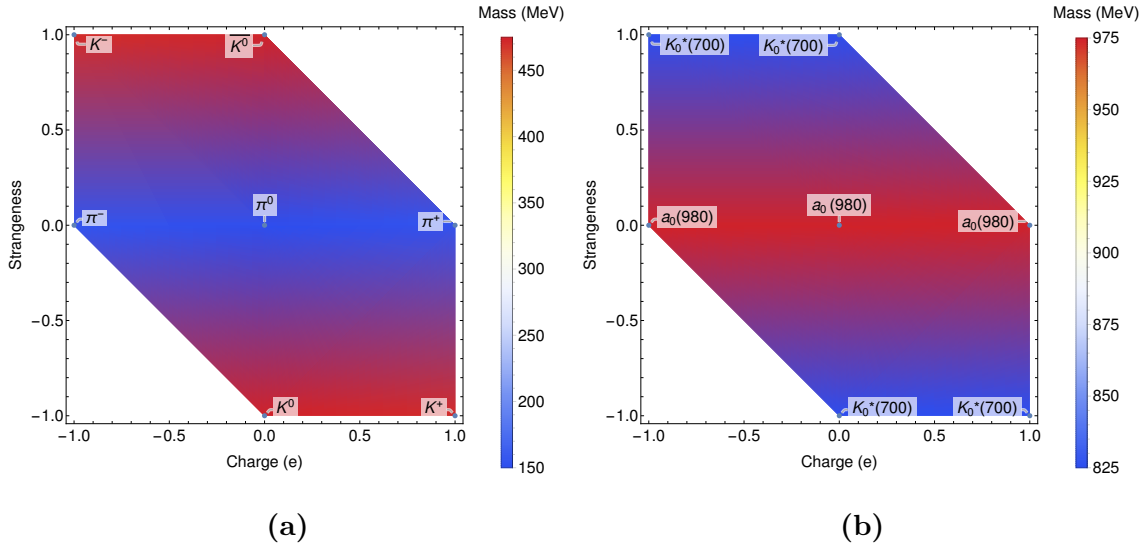 Mass (MeV)
1.0
0.5
0.0
−0.5
−1.0
Strangeness
K⁻
K̅⁰
π⁻
π⁰
π⁺
K⁰
K⁺
−1.0 −0.5 0.0 0.5 1.0
Charge (e)
450
400
350
300
250
200
150
(a)
Mass (MeV)
1.0
0.5
0.0
−0.5
−1.0
Strangeness
K₀*(700) K₀*(700)
a₀(980) a₀(980) a₀(980)
K₀*(700) K₀*(700)
−1.0 −0.5 0.0 0.5 1.0
Charge (e)
975
950
925
900
875
850
825
(b)